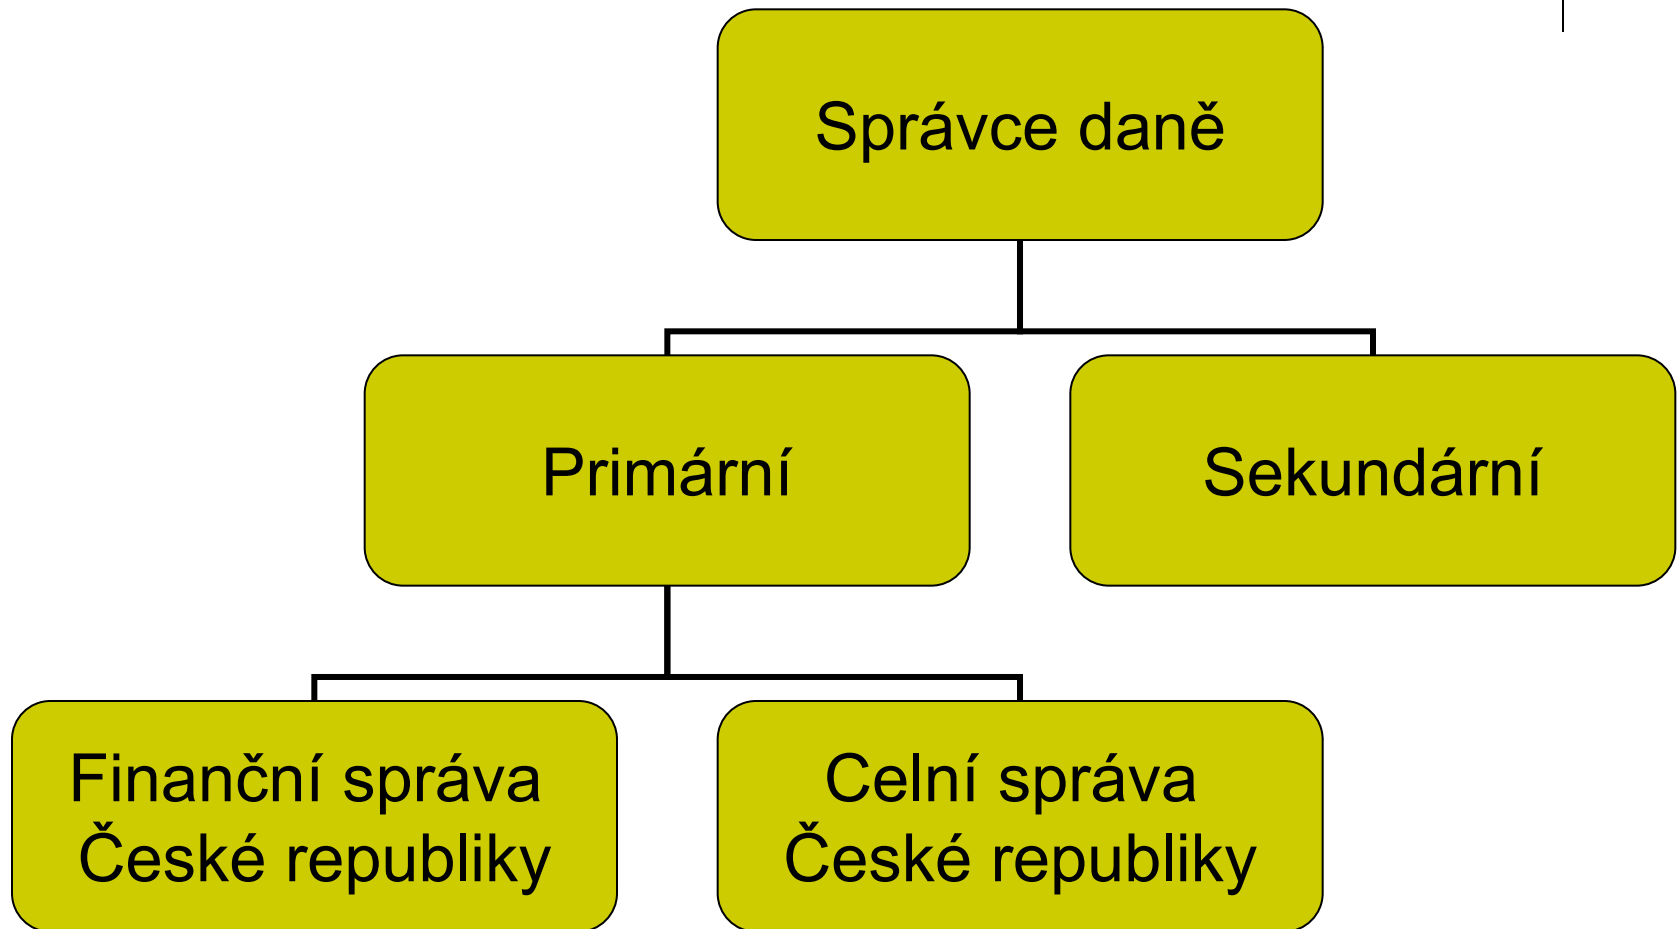 Správce daně
Primární
Sekundární
Finanční správa
České republiky
Celní správa
České republiky